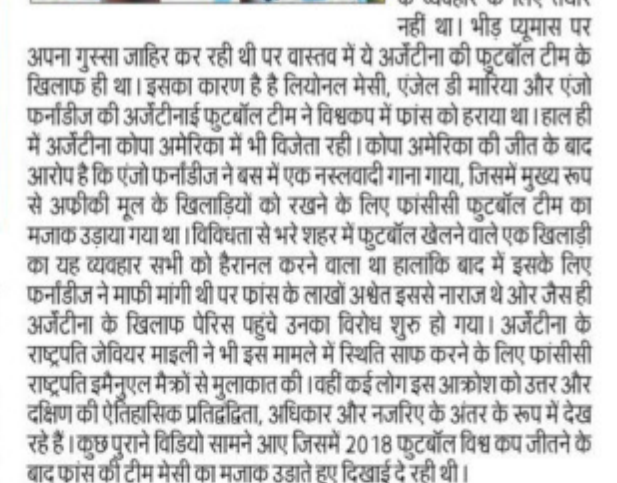 के व्यवहार के लिए तैयार
नहीं था। भीड़ प्यूमास पर
अपना गुस्सा जाहिर कर रही थी पर वास्तव में ये अर्जेंटीना की फुटबॉल टीम के
खिलाफ ही था। इसका कारण है है लियोनल मेसी, एंजेल डी मारिया और एंजो
फर्नांडीज की अर्जेंटीनाई फुटबॉल टीम ने विश्वकप में फ्रांस को हराया था। हाल ही
में अर्जेंटीना कोपा अमेरिका में भी विजेता रही। कोपा अमेरिका की जीत के बाद
आरोप है कि एंजो फर्नांडीज ने बस में एक नस्लवादी गाना गाया, जिसमें मुख्य रूप
से अफ्रीकी मूल के खिलाड़ियों को रखने के लिए फ्रांसीसी फुटबॉल टीम का
मजाक उड़ाया गया था। विविधता से भरे शहर में फुटबॉल खेलने वाले एक खिलाड़ी
का यह व्यवहार सभी को हैरानल करने वाला था हालांकि बाद में इसके लिए
फर्नांडीज ने माफी मांगी थी पर फ्रांस के लाखों अश्वेत इससे नाराज थे ओर जैस ही
अर्जेंटीना के खिलाफ पेरिस पहुंचे उनका विरोध शुरु हो गया। अर्जेंटीना के
राष्ट्रपति जेवियर माइली ने भी इस मामले में स्थिति साफ करने के लिए फ्रांसीसी
राष्ट्रपति इमैनुएल मैक्रों से मुलाकात की। वहीं कई लोग इस आक्रोश को उत्तर और
दक्षिण की ऐतिहासिक प्रतिद्वंद्विता, अधिकार और नजरिए के अंतर के रूप में देख
रहे हैं। कुछ पुराने विडियो सामने आए जिसमें 2018 फुटबॉल विश्व कप जीतने के
बाद फ्रांस की टीम मेसी का मजाक उड़ाते हुए दिखाई दे रही थी।